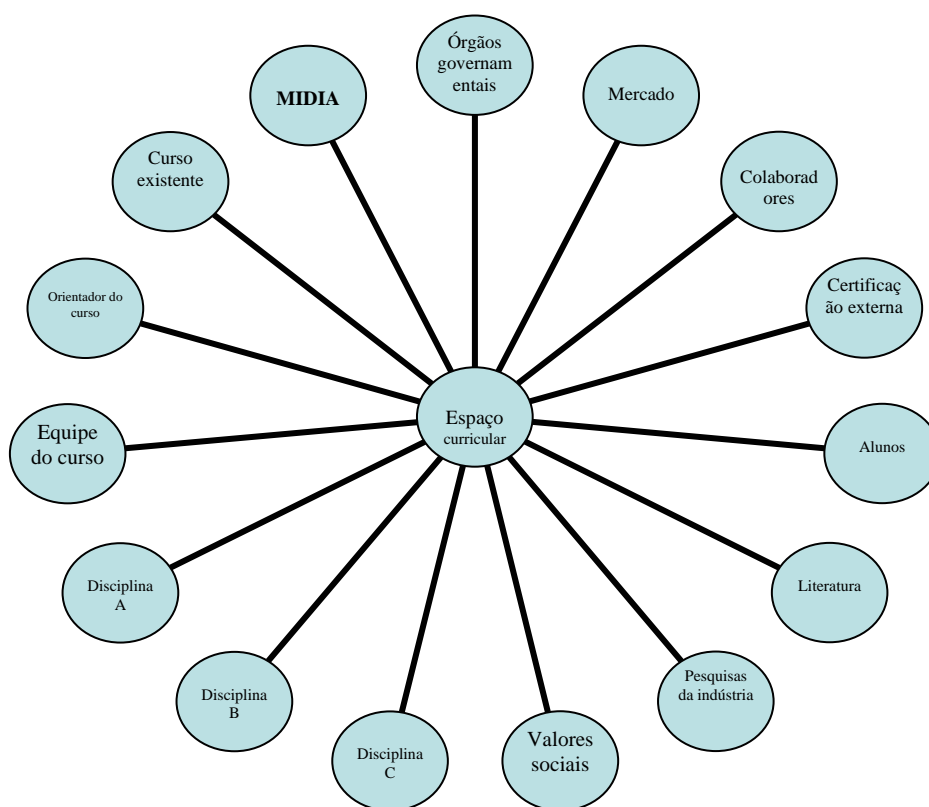 Órgãos
governam
entais
MIDIA
Mercado
Curso
existente
Colaborad
ores
Orientador do
curso
Certificaç
ão externa
Espaço
curricular
Equipe
do curso
Alunos
Disciplina
A
Literatura
Disciplina
B
Pesquisas
da indústria
Disciplina
C
Valores
sociais